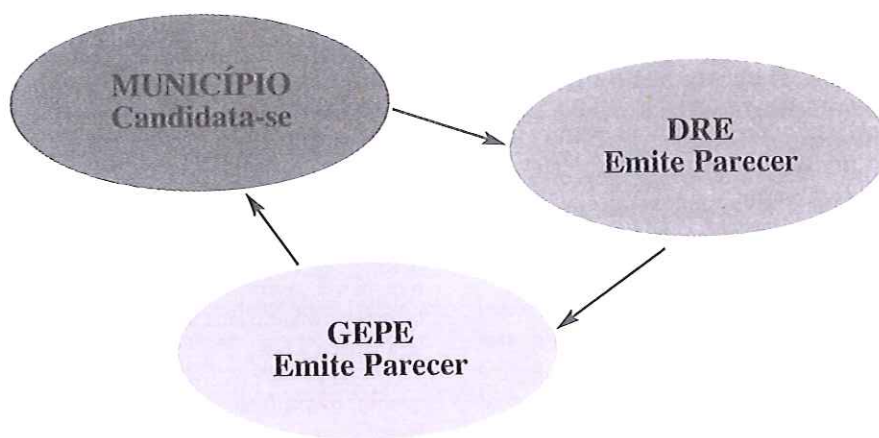 MUNICÍPIO
Candidata-se
DRE
Emite Parecer
GEPE
Emite Parecer